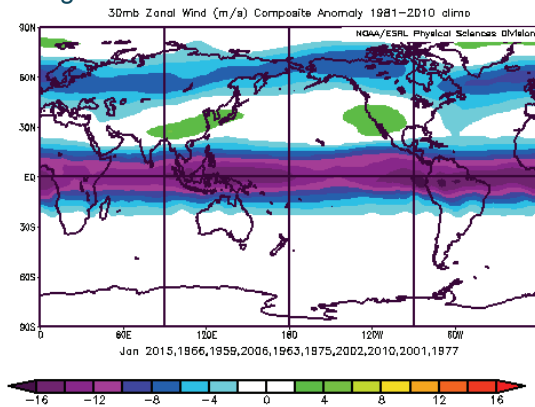 30mb Zonal Wind (m/s) Composite Anomaly 1981-2010 climo
NOAA/ESRL Physical Sciences Division
90N
60N
30N
EQ
30S
60S
90S
0 60E 120E 180 120W 60W
Jan 2015,1966,1959,2006,1963,1975,2002,2010,2001,1977
-16 -12 -8 -4 0 4 8 12 16